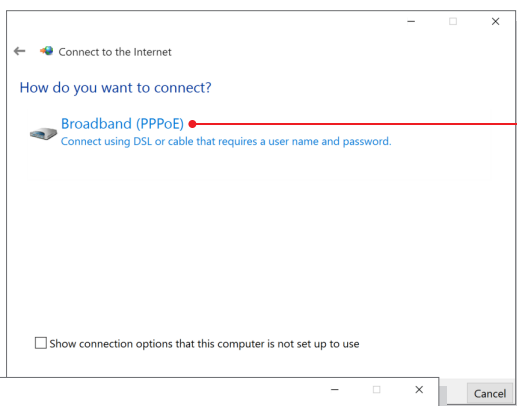 Connect to the Internet
How do you want to connect?
Broadband (PPPoE)
Connect using DSL or cable that requires a user name and password.
Show connection options that this computer is not set up to use
Cancel